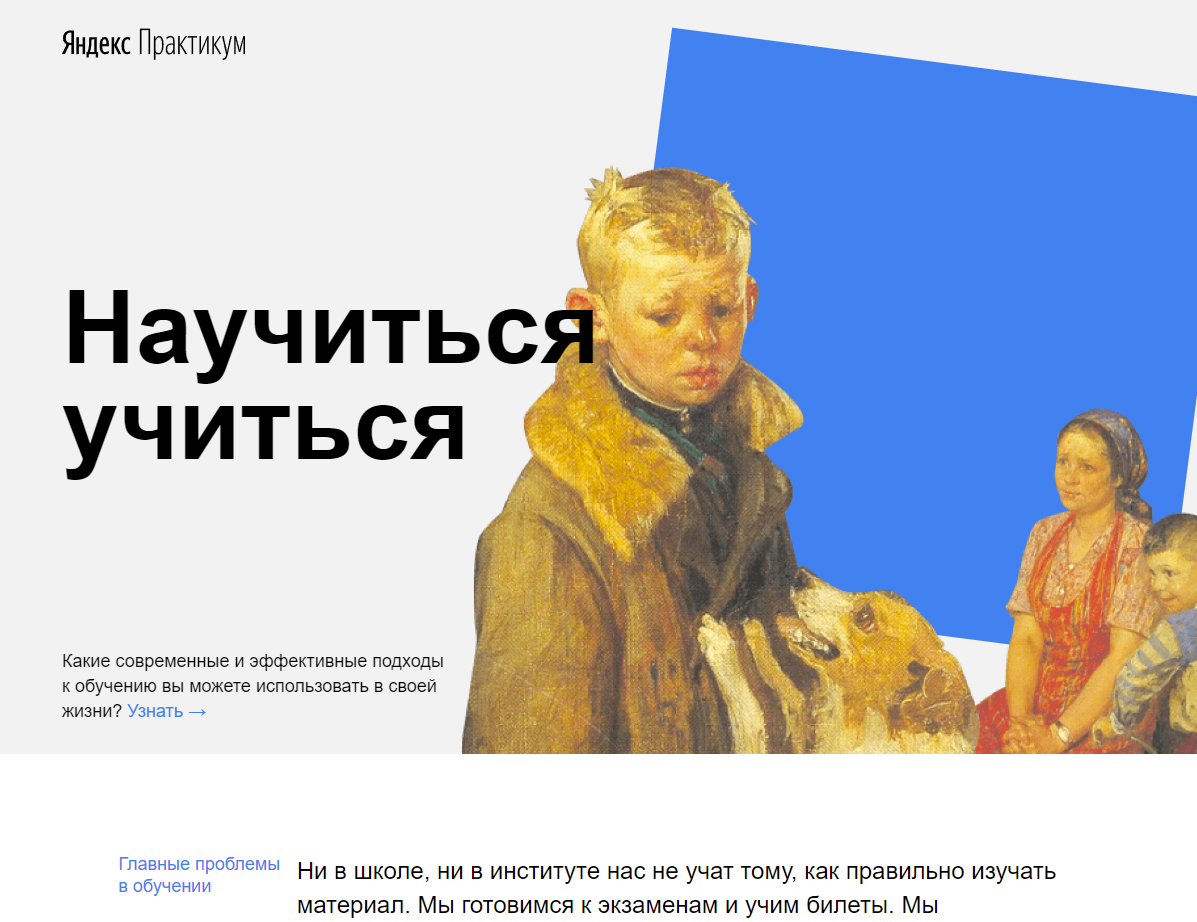 Яндекс Практикум
Научиться
учиться
Какие современные и эффективные подходы
к обучению вы можете использовать в своей
жизни? Узнать →
Главные проблемы
в обучении
Ни в школе, ни в институте нас не учат тому, как правильно изучать
материал. Мы готовимся к экзаменам и учим билеты. Мы